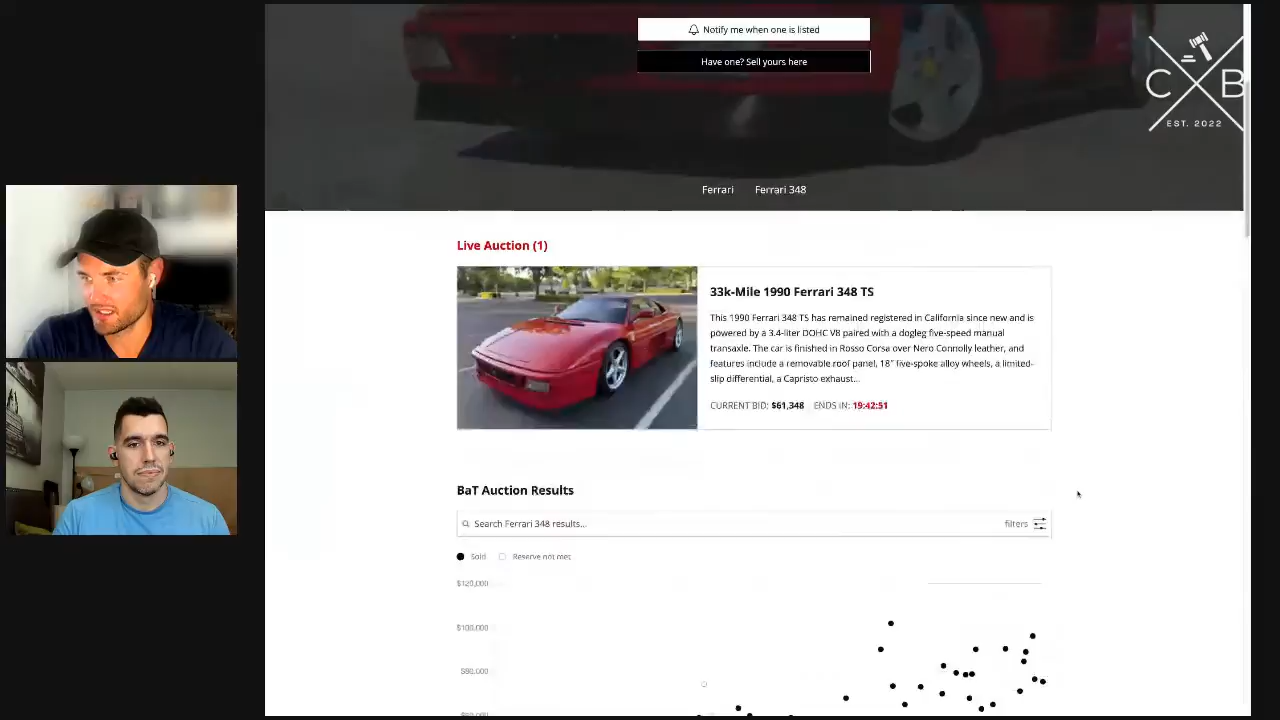 Notify me when one is listed
Have one? Sell yours here
C B
EST. 2022
Ferrari Ferrari 348
Live Auction (1)
33k-Mile 1990 Ferrari 348 TS
This 1990 Ferrari 348 TS has remained registered in California since new and is
powered by a 3.4-liter DOHC V8 paired with a dogleg five-speed manual
transaxle. The car is finished in Rosso Corsa over Nero Connolly leather, and
features include a removable roof panel, 18" five-spoke alloy wheels, a limited-
slip differential, a Capristo exhaust...
CURRENT BID: $61,348 ENDS IN: 19:42:51
BaT Auction Results
Search Ferrari 348 results...
filters
Sold Reserve not met
$120,000
$100,000